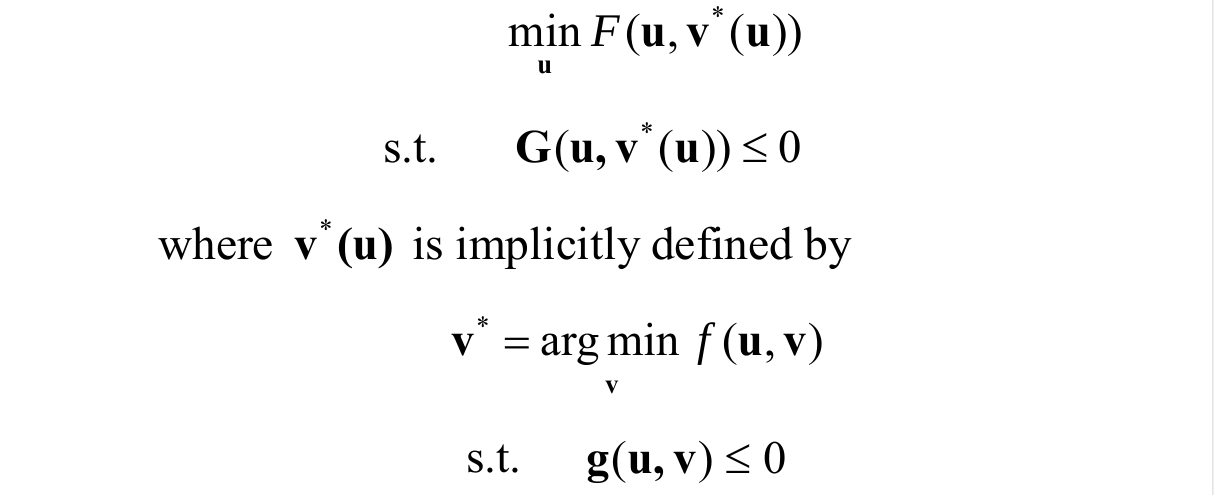 min F(u, v*(u))
u
s.t. G(u, v*(u)) ≤ 0
where v*(u) is implicitly defined by
v* = arg min f(u, v)
v
s.t. g(u, v) ≤ 0